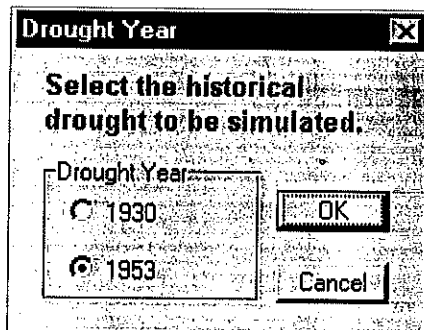 Drought Year
Select the historical
drought to be simulated.
Drought Year
1930
OK
1953
Cancel